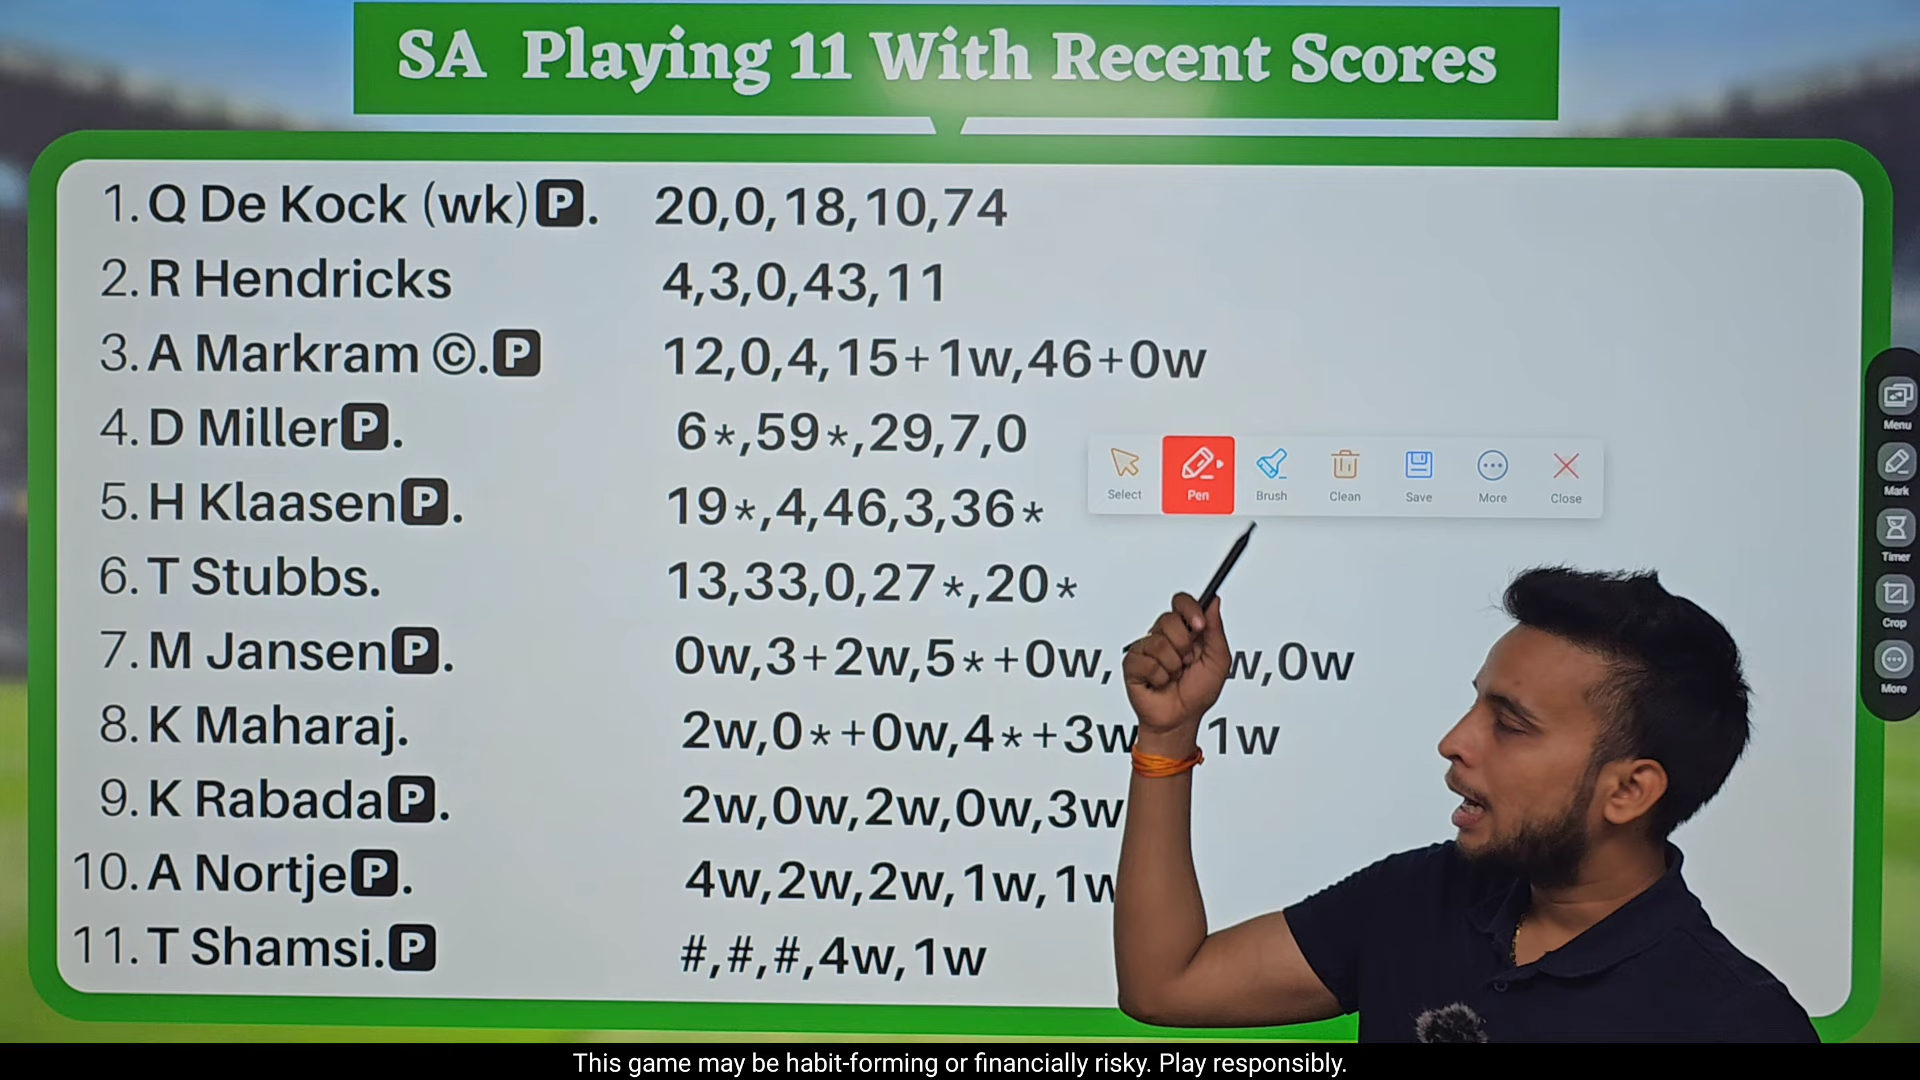 SA Playing 11 With Recent Scores
1. Q De Kock (wk) P. 20,0,18,10,74
2. R Hendricks 4,3,0,43,11
3. A Markram ©. P 12,0,4,15+1w,46+0w
4. D Miller P. 6*,59*,29,7,0
5. H Klaasen P. 19*,4,46,3,36*
6. T Stubbs. 13,33,0,27*,20*
7. M Jansen P. 0w,3+2w,5*+0w, w,0w
8. K Maharaj. 2w,0*+0w,4*+3w 1w
9. K Rabada P. 2w,0w,2w,0w,3w
10. A Nortje P. 4w,2w,2w,1w,1w
11. T Shamsi. P #,#,#,4w,1w
Select Pen Brush Clean Save More Close
Menu
Mark
Timer
Crop
More
This game may be habit-forming or financially risky. Play responsibly.